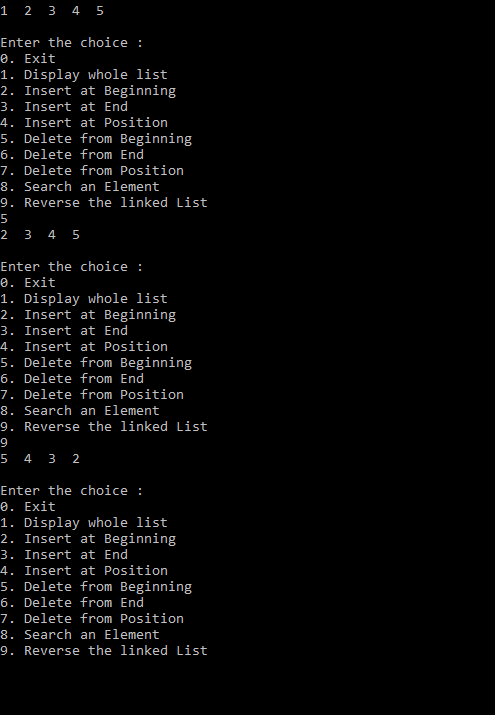 1  2  3  4  5
Enter the choice :
0. Exit
1. Display whole list
2. Insert at Beginning
3. Insert at End
4. Insert at Position
5. Delete from Beginning
6. Delete from End
7. Delete from Position
8. Search an Element
9. Reverse the linked List
5
2  3  4  5
Enter the choice :
0. Exit
1. Display whole list
2. Insert at Beginning
3. Insert at End
4. Insert at Position
5. Delete from Beginning
6. Delete from End
7. Delete from Position
8. Search an Element
9. Reverse the linked List
9
5  4  3  2
Enter the choice :
0. Exit
1. Display whole list
2. Insert at Beginning
3. Insert at End
4. Insert at Position
5. Delete from Beginning
6. Delete from End
7. Delete from Position
8. Search an Element
9. Reverse the linked List